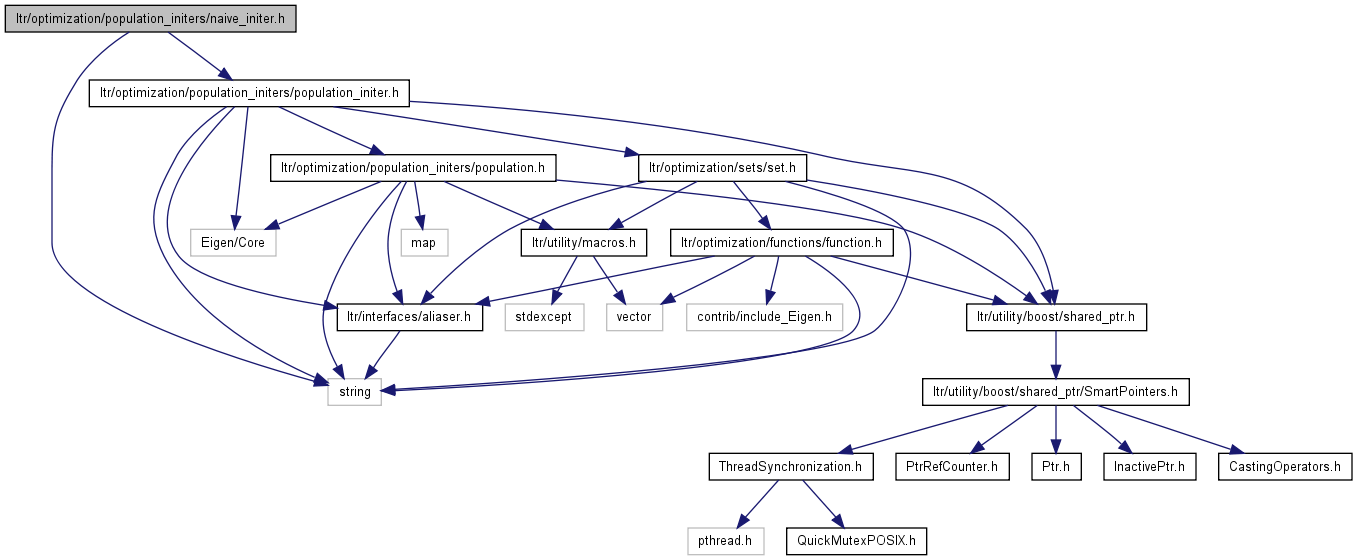 ltr/optimization/population_initers/naive_initer.h
ltr/optimization/population_initers/population_initer.h
ltr/optimization/population_initers/population.h
ltr/optimization/sets/set.h
Eigen/Core
map
ltr/utility/macros.h
ltr/optimization/functions/function.h
ltr/interfaces/aliaser.h
stdexcept
vector
contrib/include_Eigen.h
ltr/utility/boost/shared_ptr.h
string
ltr/utility/boost/shared_ptr/SmartPointers.h
ThreadSynchronization.h
PtrRefCounter.h
Ptr.h
InactivePtr.h
CastingOperators.h
pthread.h
QuickMutexPOSIX.h